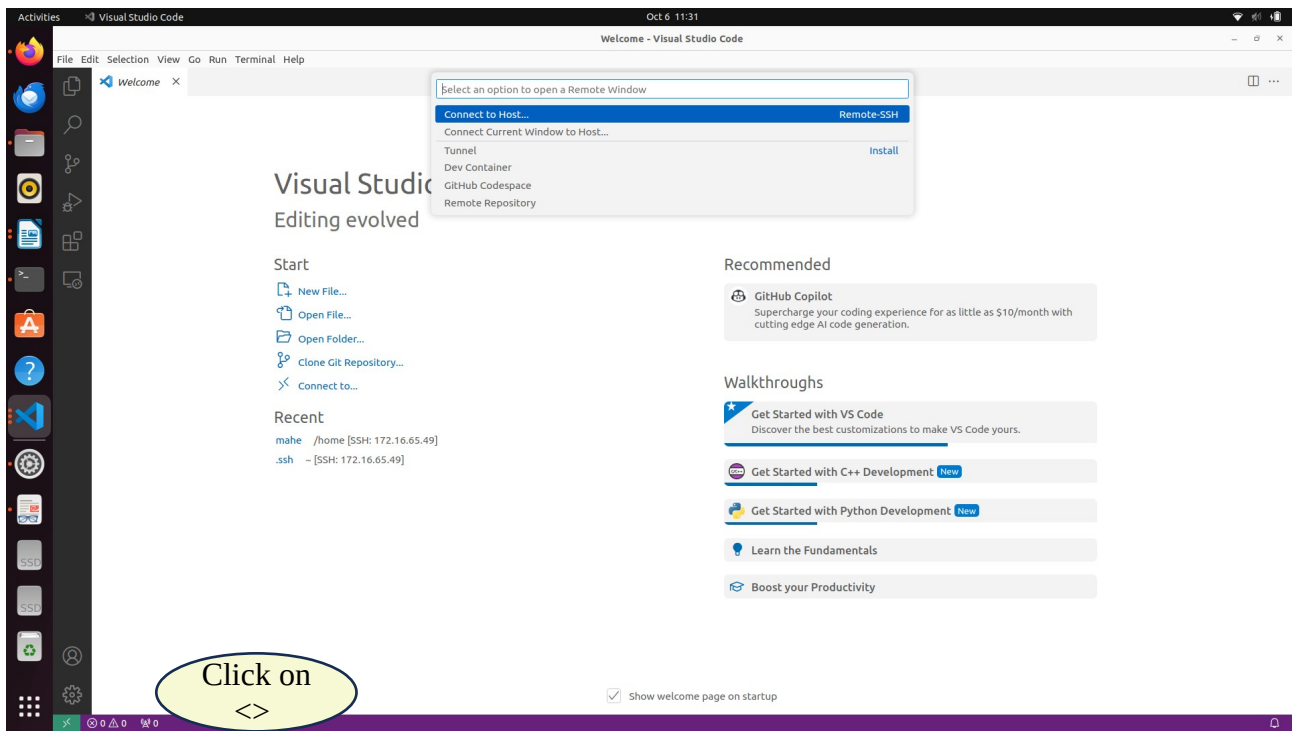 Activities Visual Studio Code Oct 6 11:31
Welcome - Visual Studio Code
File Edit Selection View Go Run Terminal Help
Welcome
Select an option to open a Remote Window
Connect to Host... Remote-SSH
Connect Current Window to Host...
Tunnel Install
Dev Container
GitHub Codespace
Remote Repository
Visual Studio
Editing evolved
Start
New File...
Open File...
Open Folder...
Clone Git Repository...
Connect to...
Recent
mahe /home [SSH: 172.16.65.49]
.ssh ~ [SSH: 172.16.65.49]
Recommended
GitHub Copilot
Supercharge your coding experience for as little as $10/month with
cutting edge AI code generation.
Walkthroughs
Get Started with VS Code
Discover the best customizations to make VS Code yours.
Get Started with C++ Development New
Get Started with Python Development New
Learn the Fundamentals
Boost your Productivity
SSD
SSD
Click on
<>
Show welcome page on startup
0 0 0